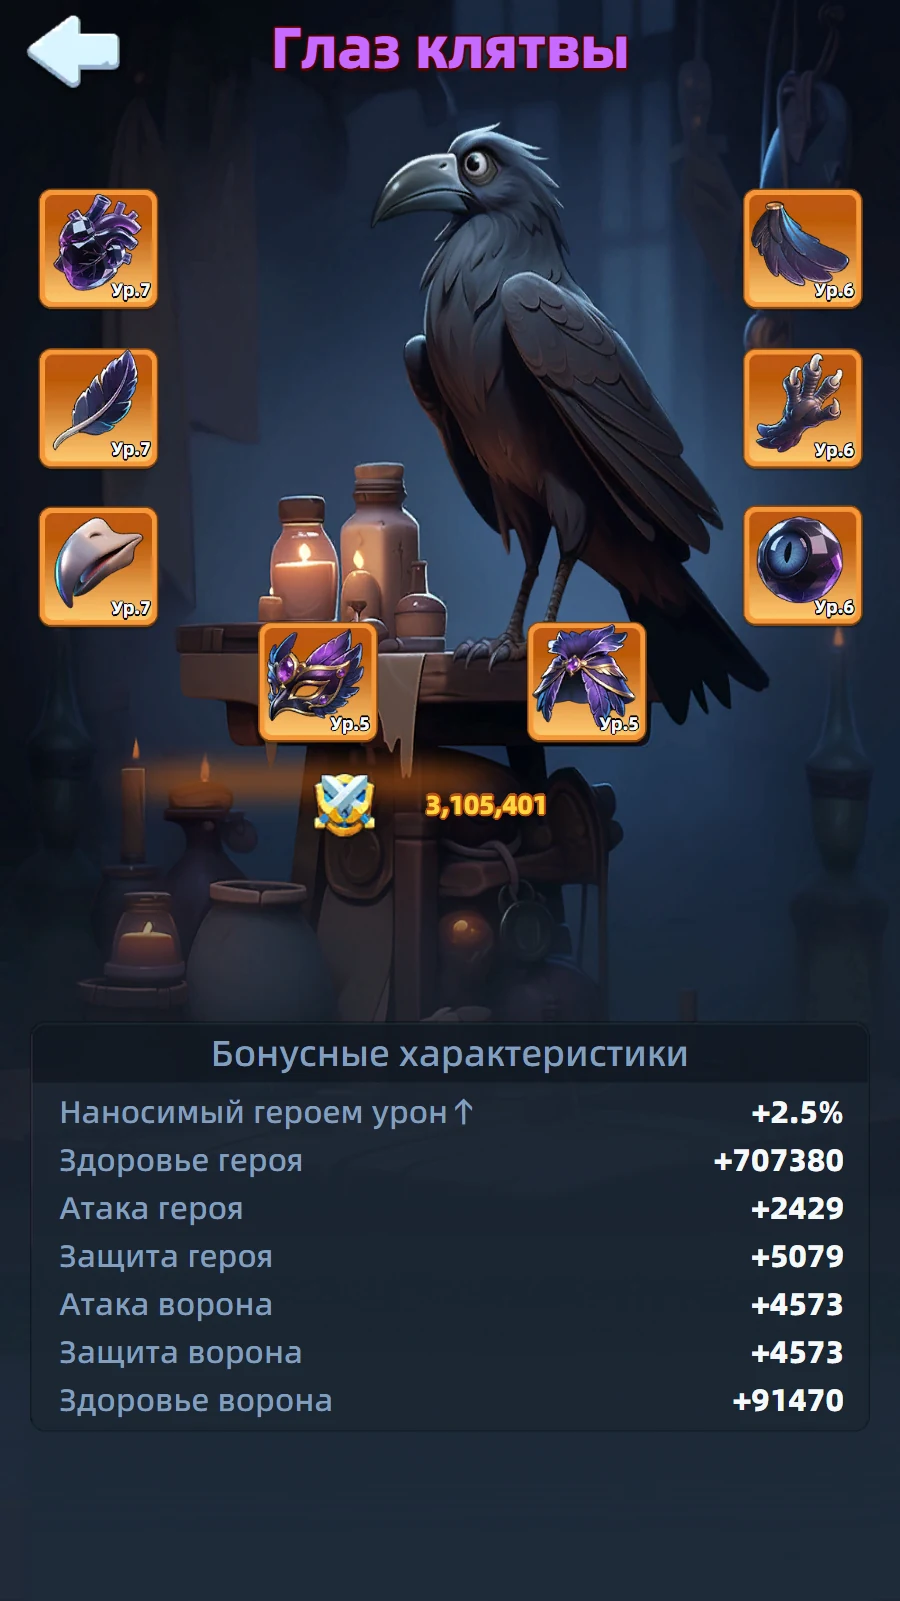 Глаз клятвы
Ур.7
Ур.6
Ур.7
Ур.6
Ур.7
Ур.6
Ур.5
Ур.5
3,105,401
Бонусные характеристики
Наносимый героем урон↑ +2.5%
Здоровье героя +707380
Атака героя +2429
Защита героя +5079
Атака ворона +4573
Защита ворона +4573
Здоровье ворона +91470